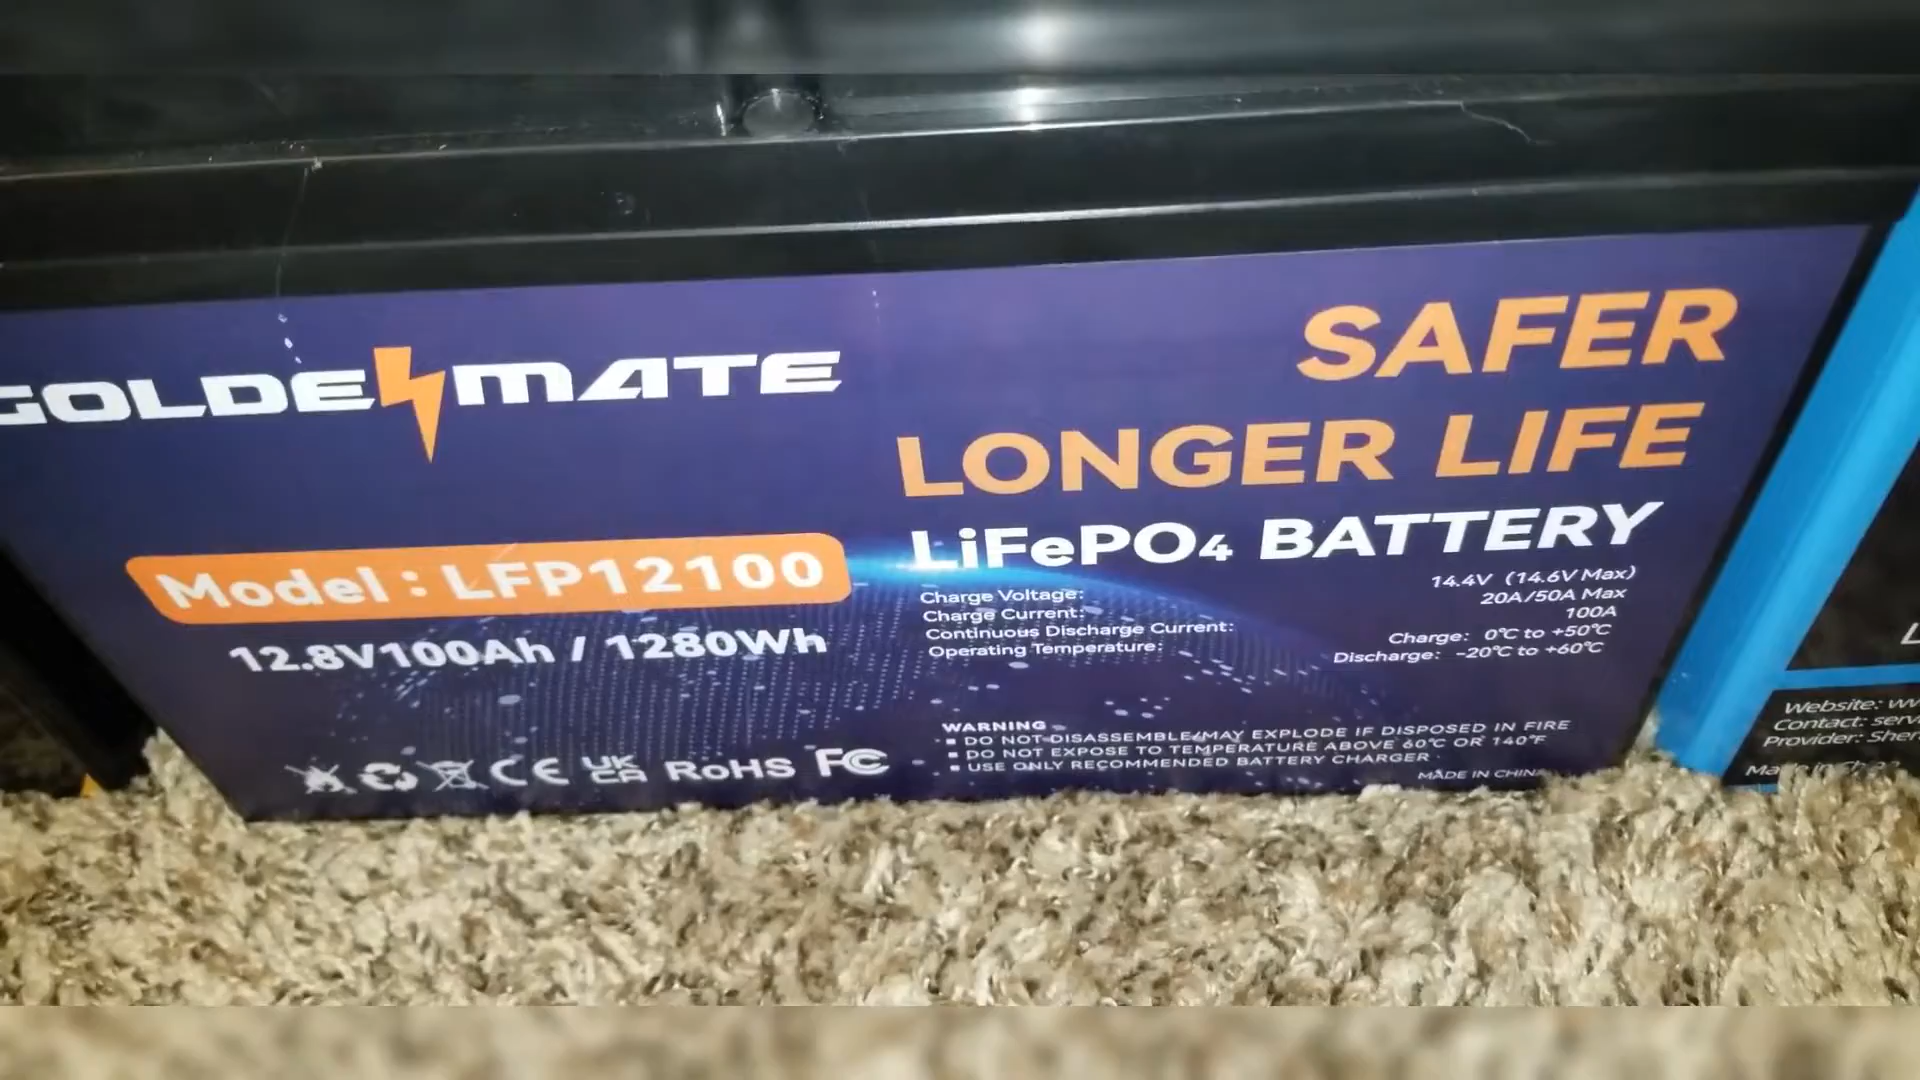 GOLDENMATE
SAFER
LONGER LIFE
LiFePO4 BATTERY
Model : LFP12100
12.8V100Ah / 1280Wh
Charge Voltage: 14.4V (14.6V Max)
Charge Current: 20A/50A Max
Continuous Discharge Current: 100A
Operating Temperature: Charge: 0℃ to +50℃
Discharge: -20℃ to +60℃
WARNING
▪ DO NOT DISASSEMBLE/MAY EXPLODE IF DISPOSED IN FIRE
▪ DO NOT EXPOSE TO TEMPERATURE ABOVE 60℃ OR 140℉
▪ USE ONLY RECOMMENDED BATTERY CHARGER
MADE IN CHINA
CE UK CA RoHS FC
Website:
Contact:
Provider: